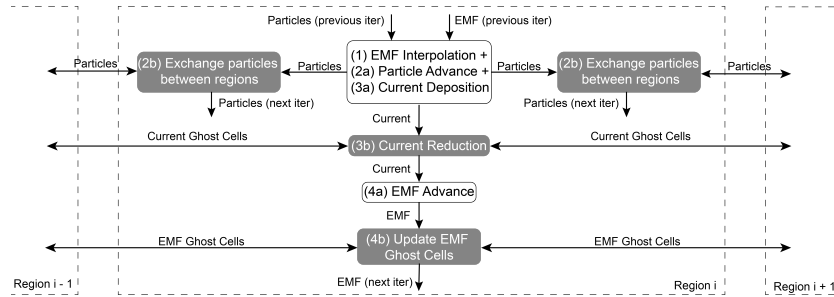 Particles (previous iter)
EMF (previous iter)
Particles
(2b) Exchange particles
between regions
Particles
(1) EMF Interpolation +
(2a) Particle Advance +
(3a) Current Deposition
Particles
(2b) Exchange particles
between regions
Particles
Particles (next iter)
Particles (next iter)
Current
Current Ghost Cells
(3b) Current Reduction
Current Ghost Cells
Current
(4a) EMF Advance
EMF
EMF Ghost Cells
(4b) Update EMF
Ghost Cells
EMF Ghost Cells
Region i - 1
EMF (next iter)
Region i
Region i + 1